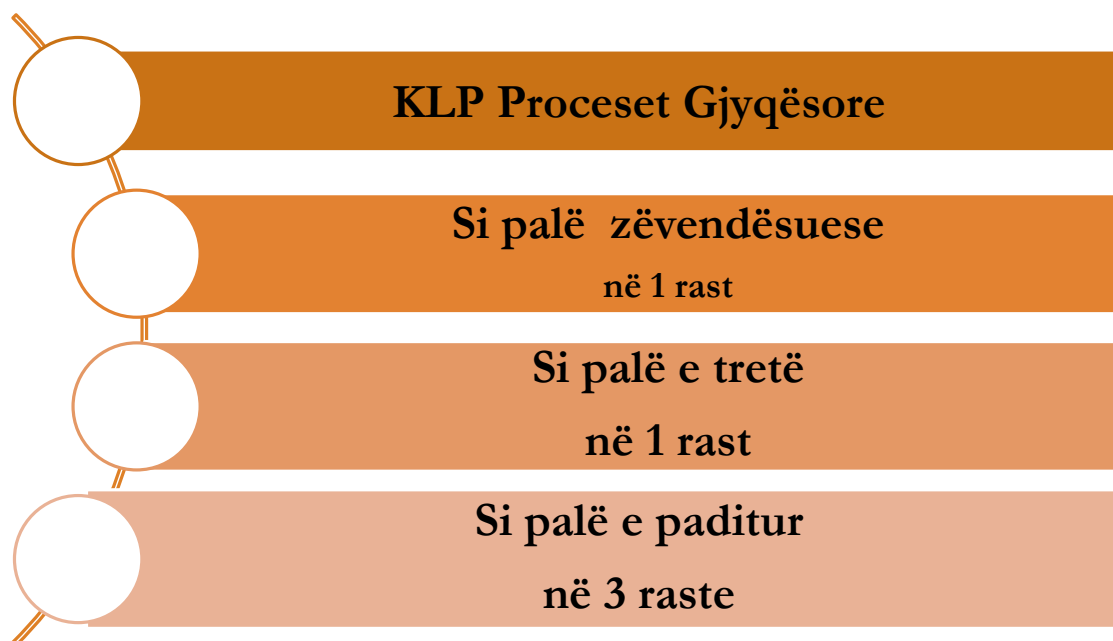 KLP Proceset Gjyqësore
Si palë zëvendësuese
në 1 rast
Si palë e tretë
në 1 rast
Si palë e paditur
në 3 raste